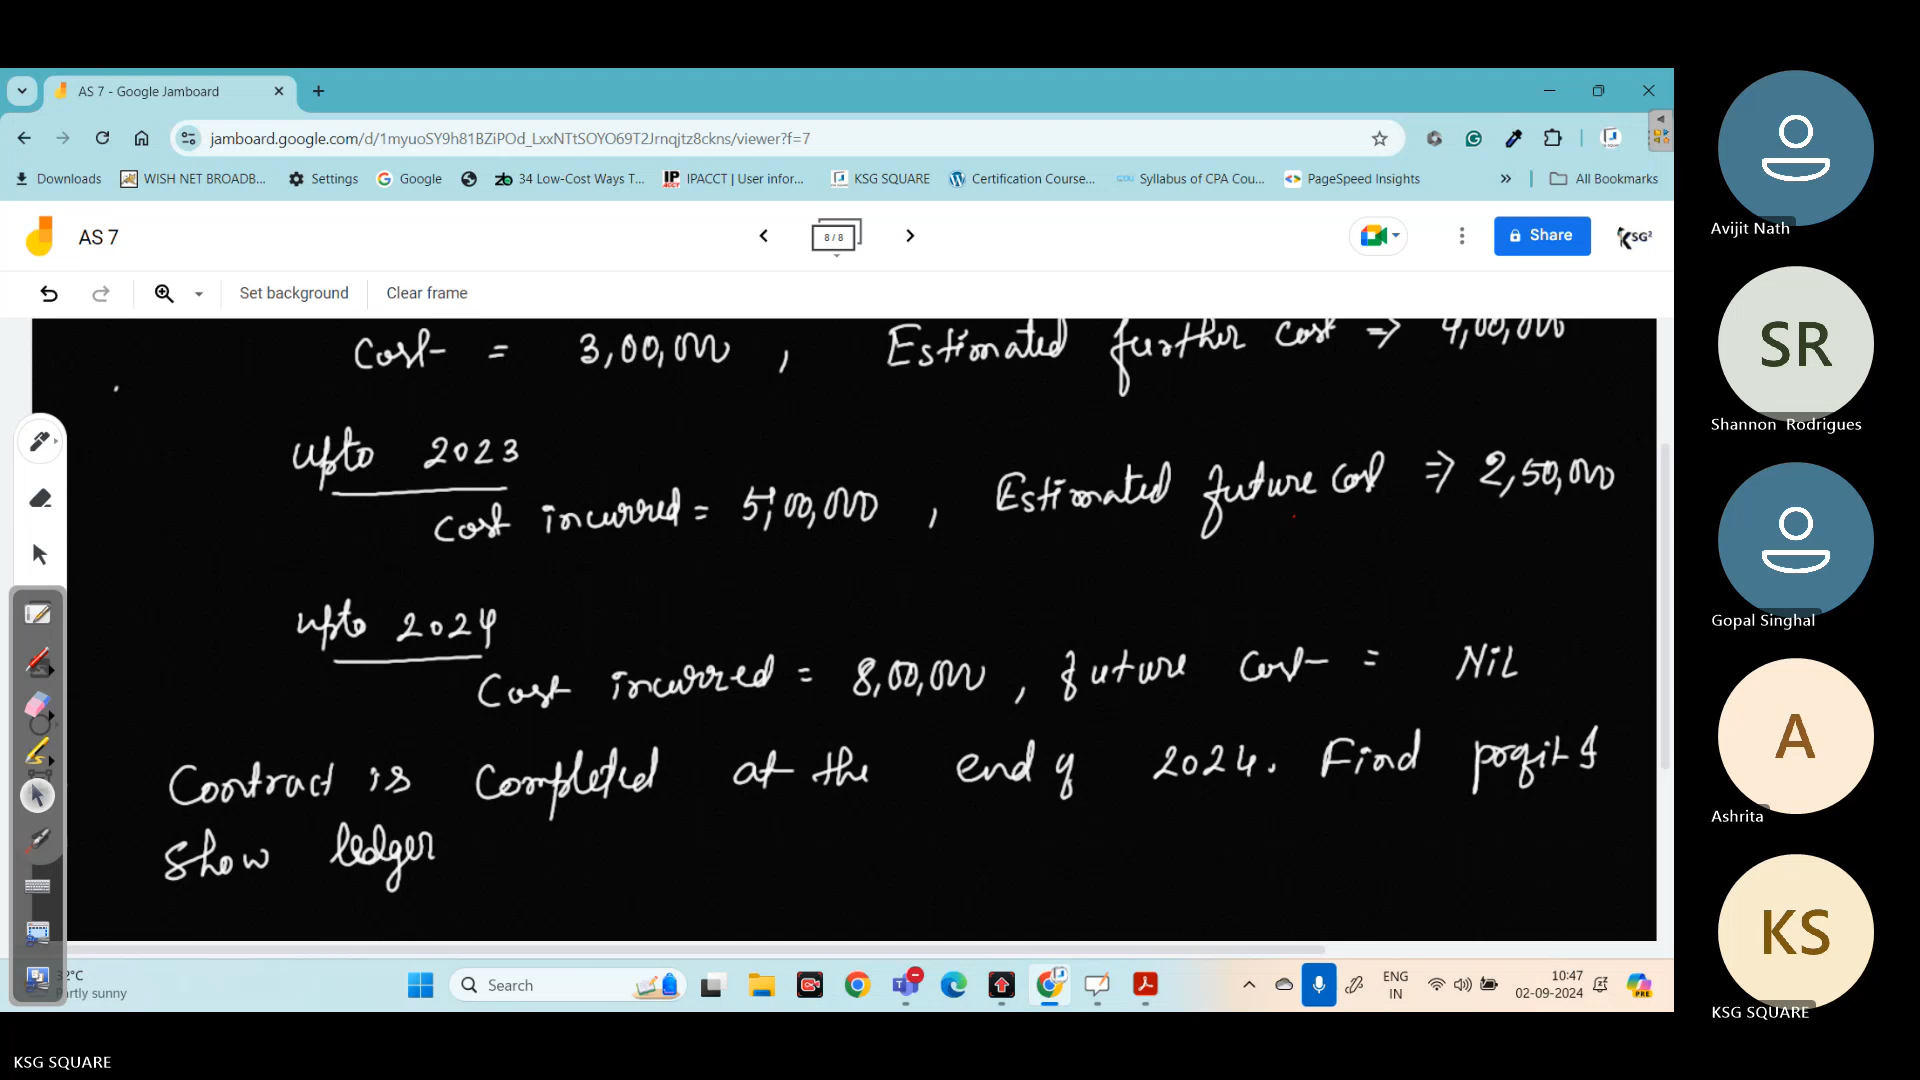 AS 7 - Google Jamboard
jamboard.google.com/d/1myuoSY9h81BZiPOd_LxxNTtSOYO69T2Jrnqjtz8ckns/viewer?f=7
Downloads WISH NET BROADB... Settings Google 34 Low-Cost Ways T... IPACCT | User infor... KSG SQUARE Certification Course... Syllabus of CPA Cou... PageSpeed Insights » All Bookmarks
AS 7
8 / 8
Share
KSG²
Set background Clear frame
Cost = 3,00,000 , Estimated further cost => 4,00,000
upto 2023
Cost incurred = 5,00,000 , Estimated future cost => 2,50,000
upto 2024
Cost incurred = 8,00,000 , future cost = Nil
Contract is completed at the end of 2024. Find profit &
show ledger
32°C
Partly sunny
Search
ENG
IN
10:47
02-09-2024
Avijit Nath
SR
Shannon Rodrigues
Gopal Singhal
A
Ashrita
KS
KSG SQUARE
KSG SQUARE